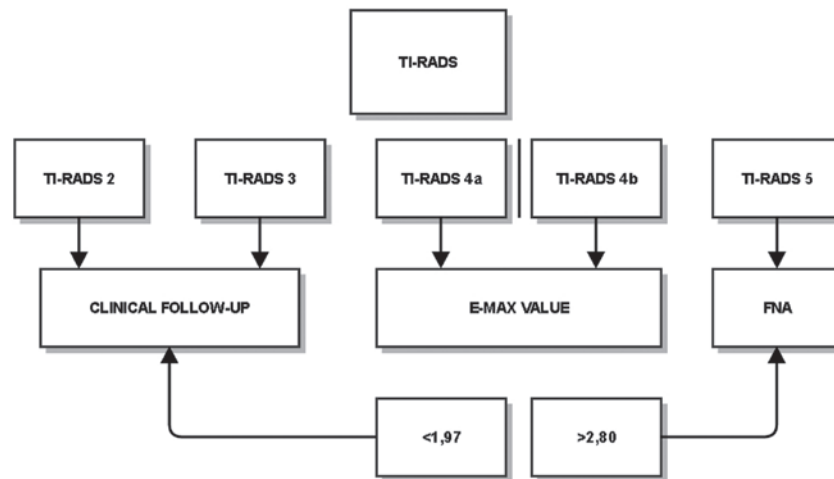 TI-RADS
TI-RADS 2
TI-RADS 3
TI-RADS 4a
TI-RADS 4b
TI-RADS 5
CLINICAL FOLLOW-UP
E-MAX VALUE
FNA
<1,97
>2,80